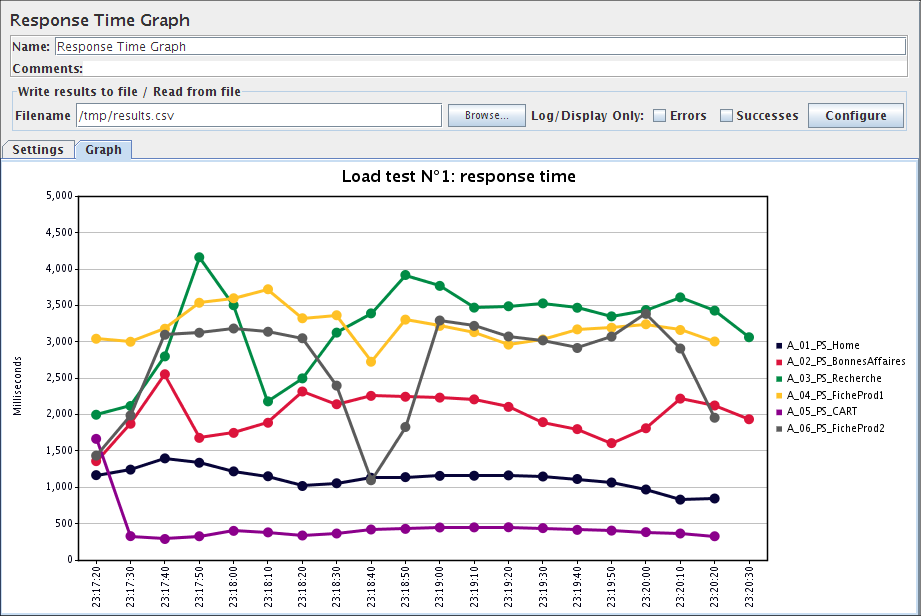 Response Time Graph
Name: Response Time Graph
Comments:
Write results to file / Read from file
Filename /tmp/results.csv Browse... Log/Display Only: Errors Successes Configure
Settings Graph
Load test N°1: response time
5,000
4,500
4,000
3,500
3,000
2,500
2,000
1,500
1,000
500
0
Milliseconds
A_01_PS_Home
A_02_PS_BonnesAffaires
A_03_PS_Recherche
A_04_PS_FicheProd1
A_05_PS_CART
A_06_PS_FicheProd2
23:17:20 23:17:30 23:17:40 23:17:50 23:18:00 23:18:10 23:18:20 23:18:30 23:18:40 23:18:50 23:19:00 23:19:10 23:19:20 23:19:30 23:19:40 23:19:50 23:20:00 23:20:10 23:20:20 23:20:30